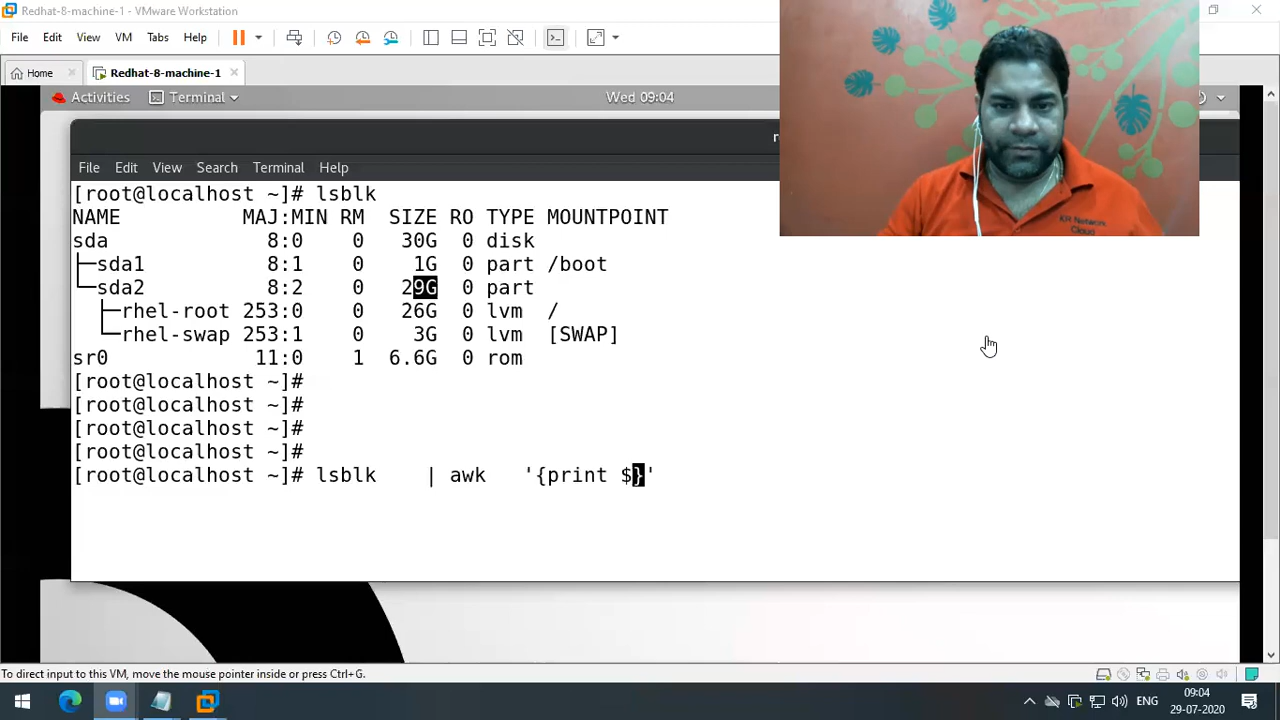 Redhat-8-machine-1 - VMware Workstation
File Edit View VM Tabs Help
Home Redhat-8-machine-1
Activities Terminal Wed 09:04
File Edit View Search Terminal Help
[root@localhost ~]# lsblk
NAME MAJ:MIN RM SIZE RO TYPE MOUNTPOINT
sda 8:0 0 30G 0 disk
├─sda1 8:1 0 1G 0 part /boot
└─sda2 8:2 0 29G 0 part
├─rhel-root 253:0 0 26G 0 lvm /
└─rhel-swap 253:1 0 3G 0 lvm [SWAP]
sr0 11:0 1 6.6G 0 rom
[root@localhost ~]#
[root@localhost ~]#
[root@localhost ~]#
[root@localhost ~]#
[root@localhost ~]# lsblk | awk '{print $}'
KR Network
Cloud
To direct input to this VM, move the mouse pointer inside or press Ctrl+G.
ENG
09:04
29-07-2020